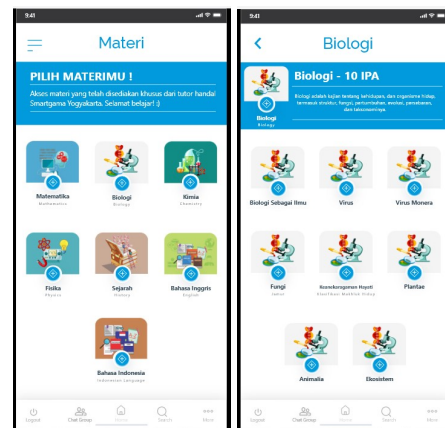 9:41
Materi
PILIH MATERIMU !
Akses materi yang telah disediakan khusus dari tutor handal
Smartgama Yogyakarta. Selamat belajar! :)
Matematika
Mathematics
Biologi
Biology
Kimia
Chemistry
Fisika
Physics
Sejarah
History
Bahasa Inggris
English
Bahasa Indonesia
Indonesian Language
Logout
Chat Group
Home
Search
More
9:41
Biologi
Biologi - 10 IPA
Biologi adalah kajian tentang kehidupan, dan organisme hidup,
termasuk struktur, fungsi, pertumbuhan, evolusi, persebaran,
dan taksonominya.
Biologi
Biology
Biologi Sebagai Ilmu
Virus
Virus Monera
Fungi
Jamur
Keanekaragaman Hayati
Klasifikasi Makhluk Hidup
Plantae
Animalia
Ekosistem
Logout
Chat Group
Home
Search
More